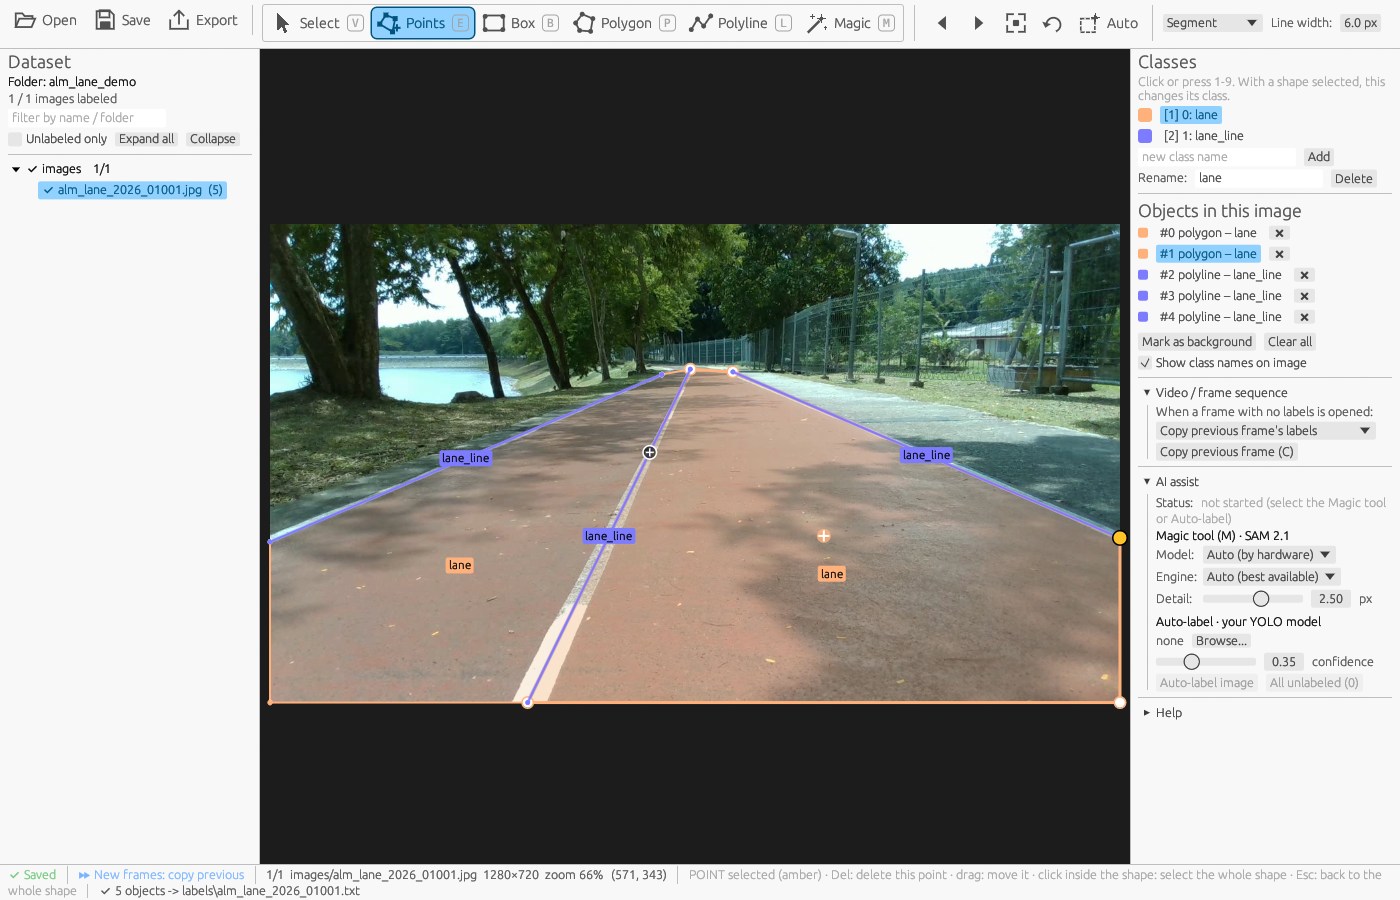 Open Save Export Select V Points E Box B Polygon P Polyline L Magic M Auto Segment Line width: 6.0 px
Dataset
Folder: alm_lane_demo
1 / 1 images labeled
filter by name / folder
Unlabeled only Expand all Collapse
images 1/1
alm_lane_2026_01001.jpg (5)
lane_line
lane_line
lane_line
lane
lane
Classes
Click or press 1-9. With a shape selected, this
changes its class.
[1] 0: lane
[2] 1: lane_line
new class name Add
Rename: lane Delete
Objects in this image
#0 polygon – lane ×
#1 polygon – lane ×
#2 polyline – lane_line ×
#3 polyline – lane_line ×
#4 polyline – lane_line ×
Mark as background Clear all
Show class names on image
Video / frame sequence
When a frame with no labels is opened:
Copy previous frame's labels
Copy previous frame (C)
AI assist
Status: not started (select the Magic tool
or Auto-label)
Magic tool (M) · SAM 2.1
Model: Auto (by hardware)
Engine: Auto (best available)
Detail: 2.50 px
Auto-label · your YOLO model
none Browse...
0.35 confidence
Auto-label image All unlabeled (0)
Help
Saved New frames: copy previous 1/1 images/alm_lane_2026_01001.jpg 1280×720 zoom 66% (571, 343) POINT selected (amber) · Del: delete this point · drag: move it · click inside the shape: select the whole shape · Esc: back to the
whole shape 5 objects -> labels\alm_lane_2026_01001.txt